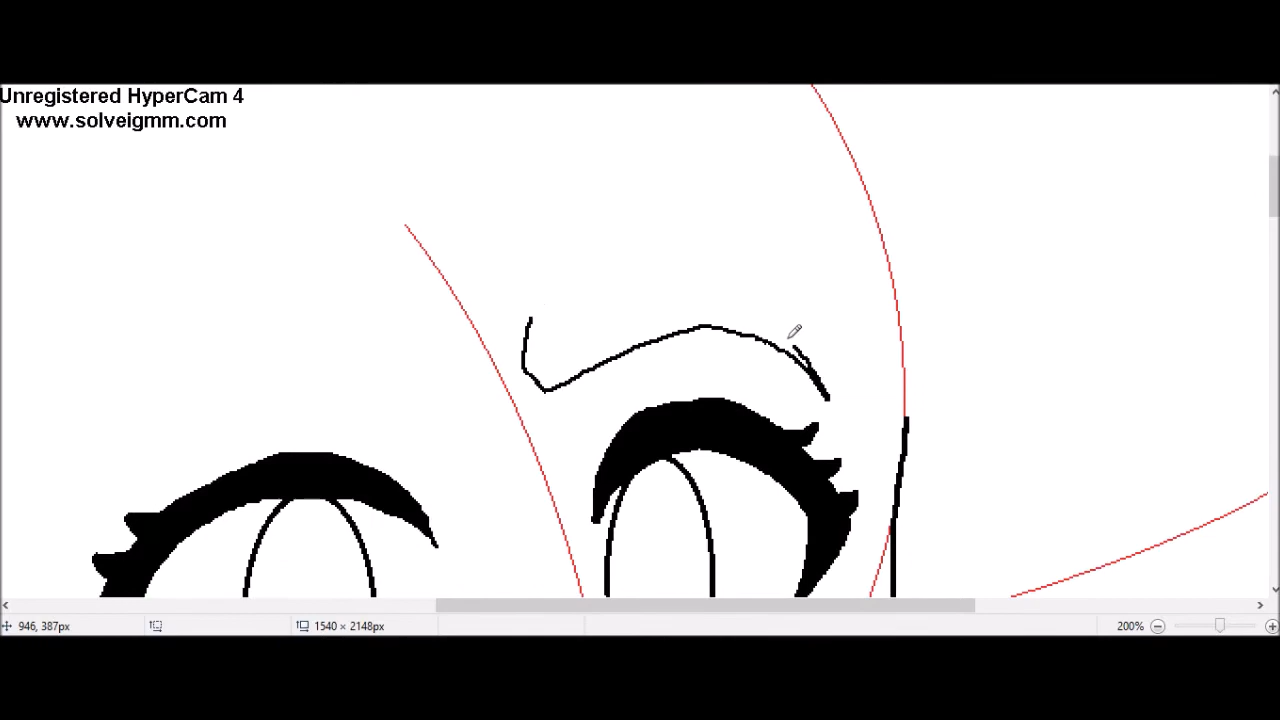 Unregistered HyperCam 4
www.solveigmm.com
946, 387px
1540 × 2148px
200%